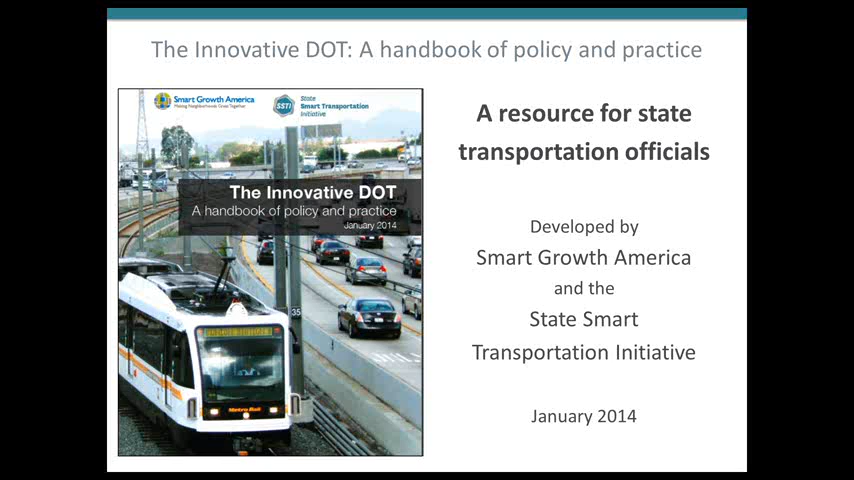 The Innovative DOT: A handbook of policy and practice
Smart Growth America
Making Neighborhoods Great Together
SSTI
State
Smart Transportation
Initiative
The Innovative DOT
A handbook of policy and practice
January 2014
35
Metro Rail
A resource for state
transportation officials
Developed by
Smart Growth America
and the
State Smart
Transportation Initiative
January 2014